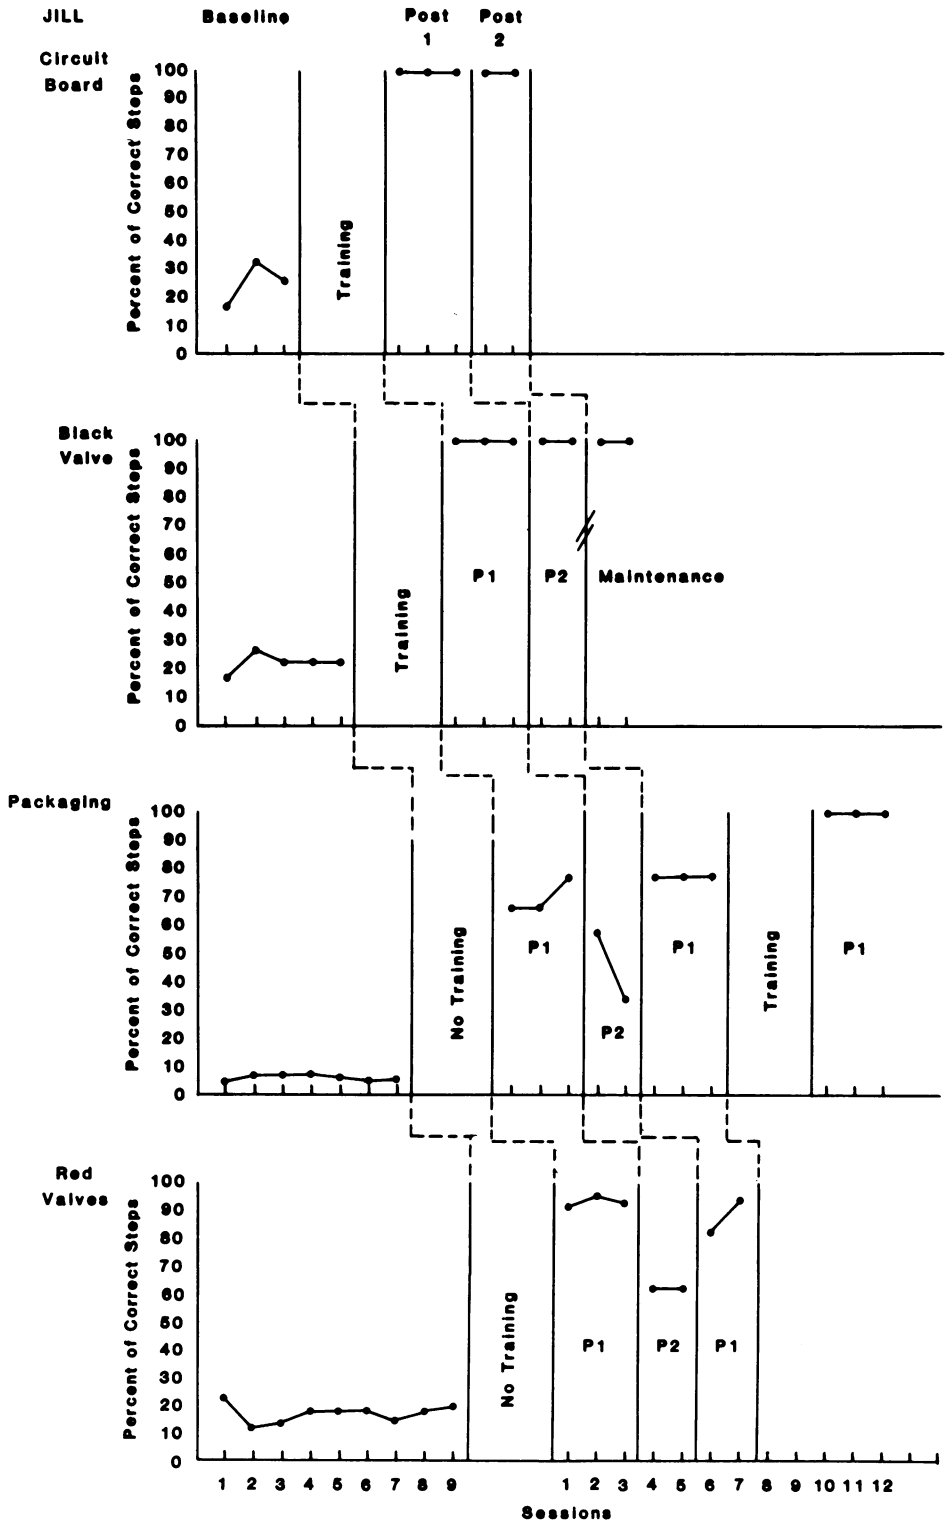 JILL Baseline Post 1 Post 2
Circuit Board
Percent of Correct Steps
100
90
80
70
60
50
40
30
20
10
0
Training
Black Valve
Percent of Correct Steps
100
90
80
70
60
50
40
30
20
10
0
Training
P1
P2
Maintenance
Packaging
Percent of Correct Steps
100
90
80
70
60
50
40
30
20
10
0
No Training
P1
P2
P1
Training
P1
Red Valves
Percent of Correct Steps
100
90
80
70
60
50
40
30
20
10
0
No Training
P1
P2
P1
1 2 3 4 5 6 7 8 9 1 2 3 4 5 6 7 8 9 10 11 12
Sessions